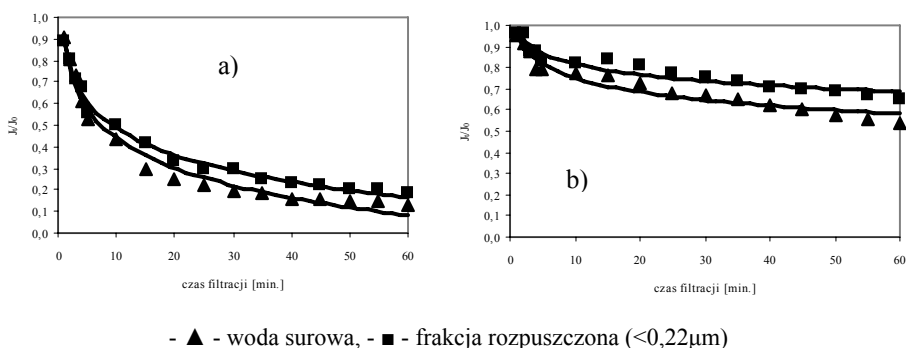 a)
1,0
0,9
0,8
0,7
0,6
0,5
0,4
0,3
0,2
0,1
0,0
J/J₀
0 10 20 30 40 50 60
czas filtracji [min.]
b)
1,0
0,9
0,8
0,7
0,6
0,5
0,4
0,3
0,2
0,1
0,0
J/J₀
0 10 20 30 40 50 60
czas filtracji [min.]
- ▲ - woda surowa, - ■ - frakcja rozpuszczona (<0,22μm)